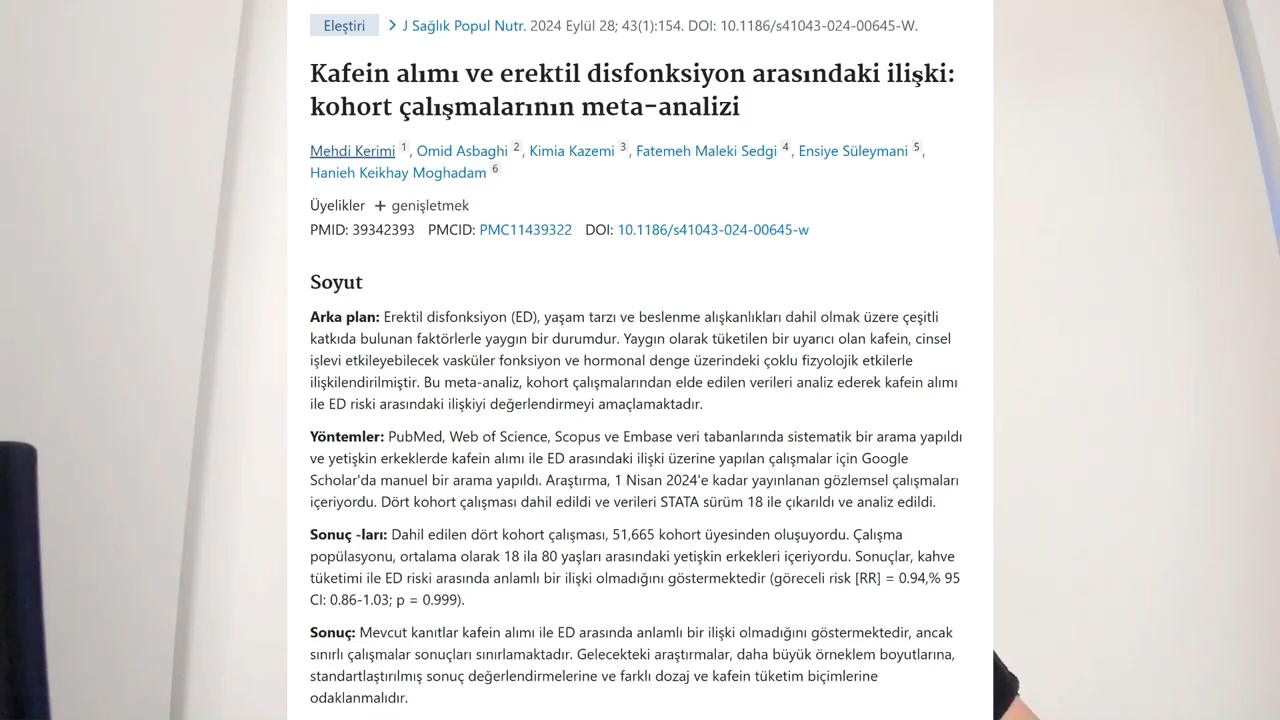 Eleştiri > J Sağlık Popul Nutr. 2024 Eylül 28; 43(1):154. DOI: 10.1186/s41043-024-00645-W.
Kafein alımı ve erektil disfonksiyon arasındaki ilişki:
kohort çalışmalarının meta-analizi
Mehdi Kerimi 1, Omid Asbaghi 2, Kimia Kazemi 3, Fatemeh Maleki Sedgi 4, Ensiye Süleymani 5,
Hanieh Keikhay Moghadam 6
Üyelikler + genişletmek
PMID: 39342393 PMCID: PMC11439322 DOI: 10.1186/s41043-024-00645-w
Soyut
Arka plan: Erektil disfonksiyon (ED), yaşam tarzı ve beslenme alışkanlıkları dahil olmak üzere çeşitli
katkıda bulunan faktörlerle yaygın bir durumdur. Yaygın olarak tüketilen bir uyarıcı olan kafein, cinsel
işlevi etkileyebilecek vasküler fonksiyon ve hormonal denge üzerindeki çoklu fizyolojik etkilerle
ilişkilendirilmiştir. Bu meta-analiz, kohort çalışmalarından elde edilen verileri analiz ederek kafein alımı
ile ED riski arasındaki ilişkiyi değerlendirmeyi amaçlamaktadır.
Yöntemler: PubMed, Web of Science, Scopus ve Embase veri tabanlarında sistematik bir arama yapıldı
ve yetişkin erkeklerde kafein alımı ile ED arasındaki ilişki üzerine yapılan çalışmalar için Google
Scholar'da manuel bir arama yapıldı. Araştırma, 1 Nisan 2024'e kadar yayınlanan gözlemsel çalışmaları
içeriyordu. Dört kohort çalışması dahil edildi ve verileri STATA sürüm 18 ile çıkarıldı ve analiz edildi.
Sonuç -ları: Dahil edilen dört kohort çalışması, 51,665 kohort üyesinden oluşuyordu. Çalışma
popülasyonu, ortalama olarak 18 ila 80 yaşları arasındaki yetişkin erkekleri içeriyordu. Sonuçlar, kahve
tüketimi ile ED riski arasında anlamlı bir ilişki olmadığını göstermektedir (göreceli risk [RR] = 0.94,% 95
CI: 0.86-1.03; p = 0.999).
Sonuç: Mevcut kanıtlar kafein alımı ile ED arasında anlamlı bir ilişki olmadığını göstermektedir, ancak
sınırlı çalışmalar sonuçları sınırlamaktadır. Gelecekteki araştırmalar, daha büyük örneklem boyutlarına,
standartlaştırılmış sonuç değerlendirmelerine ve farklı dozaj ve kafein tüketim biçimlerine
odaklanmalıdır.